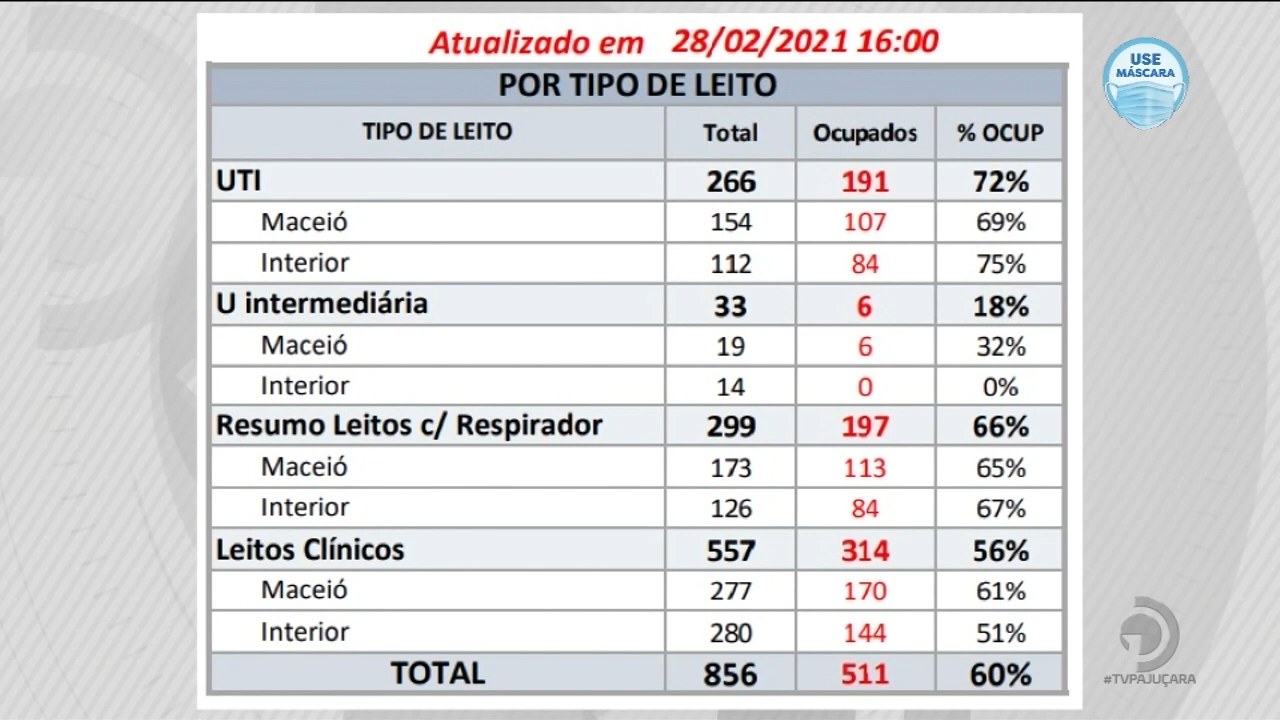 Atualizado em 28/02/2021 16:00
USE
MÁSCARA
POR TIPO DE LEITO
TIPO DE LEITO Total Ocupados % OCUP
UTI 266 191 72%
Maceió 154 107 69%
Interior 112 84 75%
U intermediária 33 6 18%
Maceió 19 6 32%
Interior 14 0 0%
Resumo Leitos c/ Respirador 299 197 66%
Maceió 173 113 65%
Interior 126 84 67%
Leitos Clínicos 557 314 56%
Maceió 277 170 61%
Interior 280 144 51%
TOTAL 856 511 60%
#TVPAJUÇARA